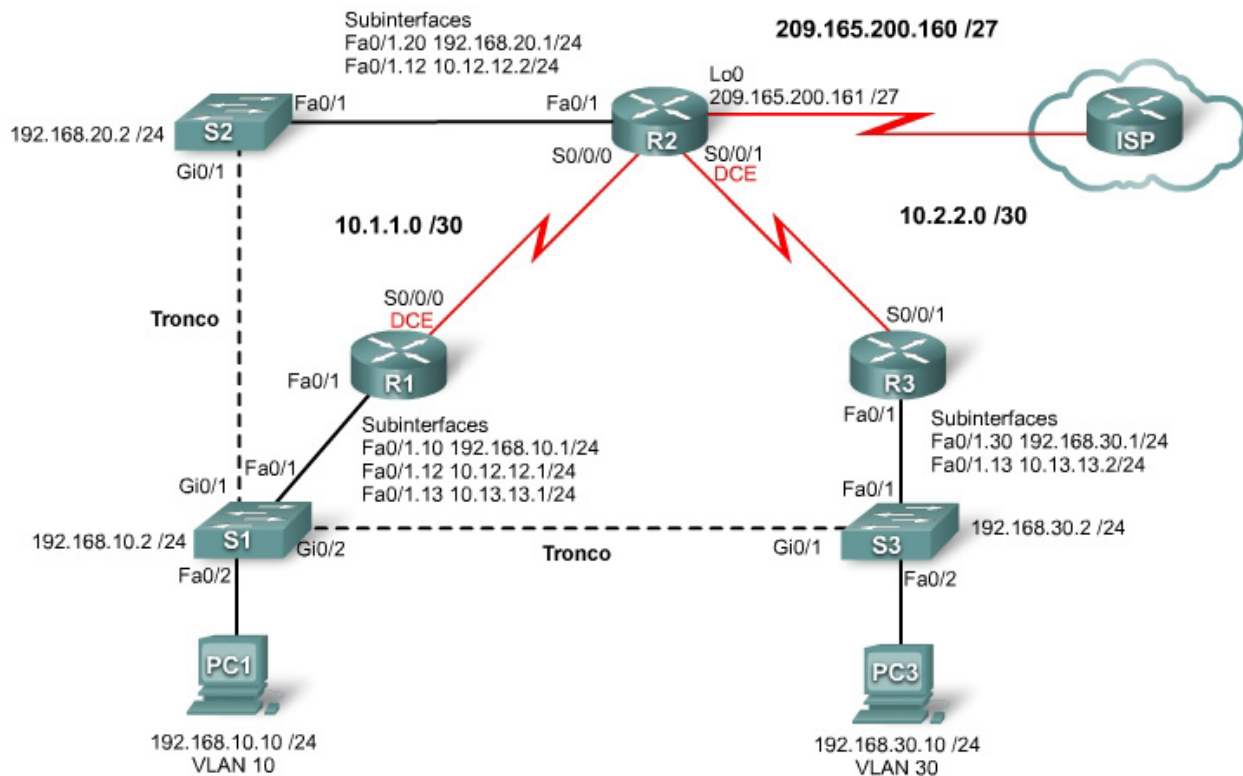 Subinterfaces
Fa0/1.20 192.168.20.1/24
Fa0/1.12 10.12.12.2/24
209.165.200.160 /27
Lo0
209.165.200.161 /27
Fa0/1
Fa0/1
S2
R2
ISP
192.168.20.2 /24
Gi0/1
S0/0/0
S0/0/1
DCE
10.1.1.0 /30
10.2.2.0 /30
Tronco
S0/0/0
DCE
S0/0/1
Fa0/1
R1
R3
Fa0/1
Subinterfaces
Fa0/1.10 192.168.10.1/24
Fa0/1.12 10.12.12.1/24
Fa0/1.13 10.13.13.1/24
Subinterfaces
Fa0/1.30 192.168.30.1/24
Fa0/1.13 10.13.13.2/24
Fa0/1
Gi0/1
Fa0/1
192.168.10.2 /24
S1
Gi0/2
Tronco
Gi0/1
S3
192.168.30.2 /24
Fa0/2
Fa0/2
PC1
PC3
192.168.10.10 /24
VLAN 10
192.168.30.10 /24
VLAN 30